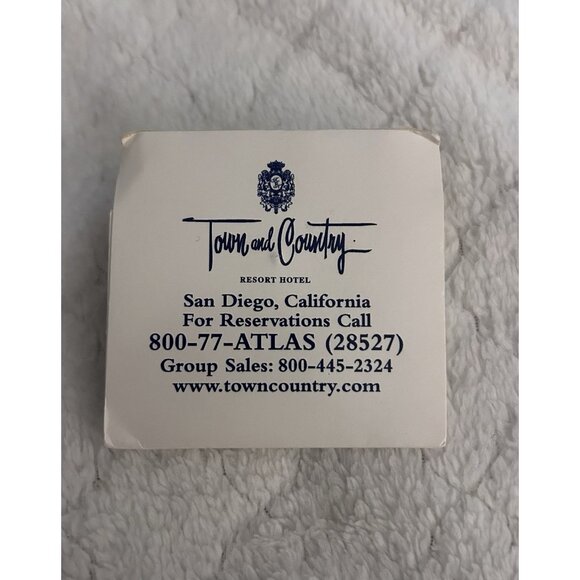 Town and Country
RESORT HOTEL
San Diego, California
For Reservations Call
800-77-ATLAS (28527)
Group Sales: 800-445-2324
www.towncountry.com